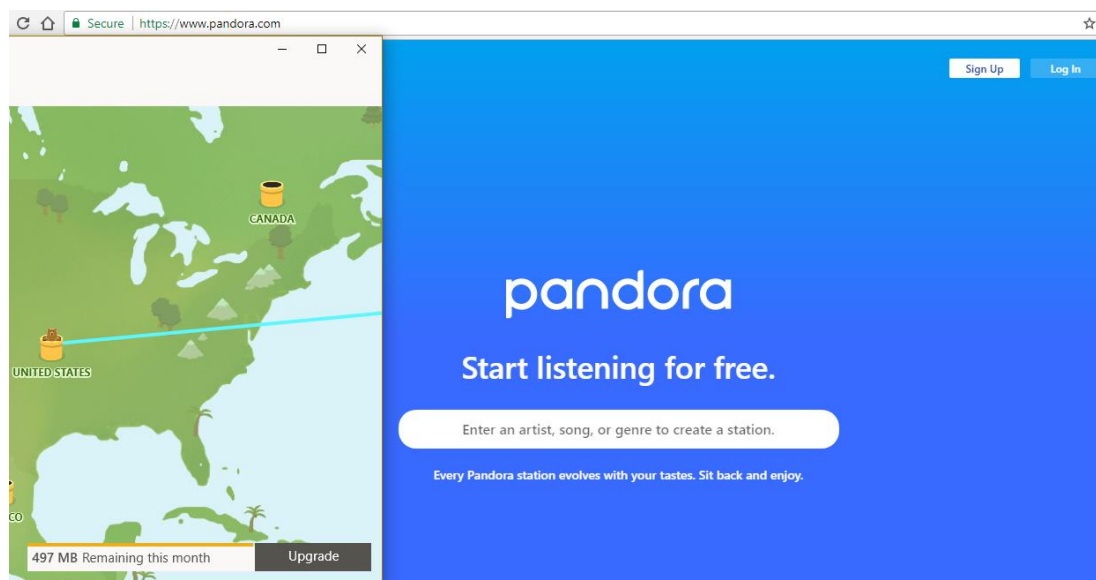 Secure | https://www.pandora.com
Sign Up
Log In
CANADA
UNITED STATES
CO
497 MB Remaining this month
Upgrade
pandora
Start listening for free.
Enter an artist, song, or genre to create a station.
Every Pandora station evolves with your tastes. Sit back and enjoy.